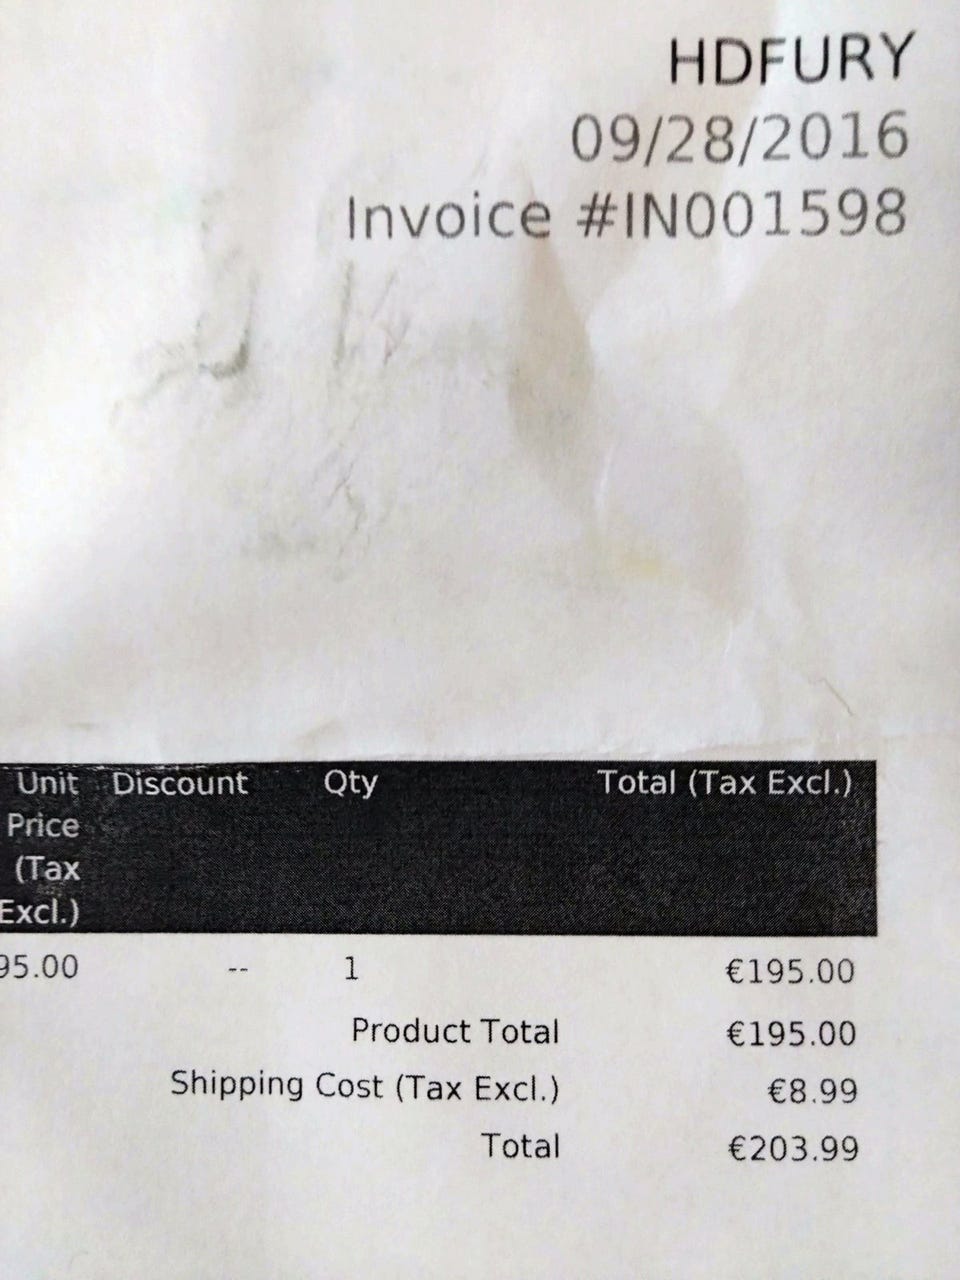 HDFURY
09/28/2016
Invoice #IN001598
Unit Discount Qty Total (Tax Excl.)
Price
(Tax
Excl.)
95.00 -- 1 €195.00
Product Total €195.00
Shipping Cost (Tax Excl.) €8.99
Total €203.99